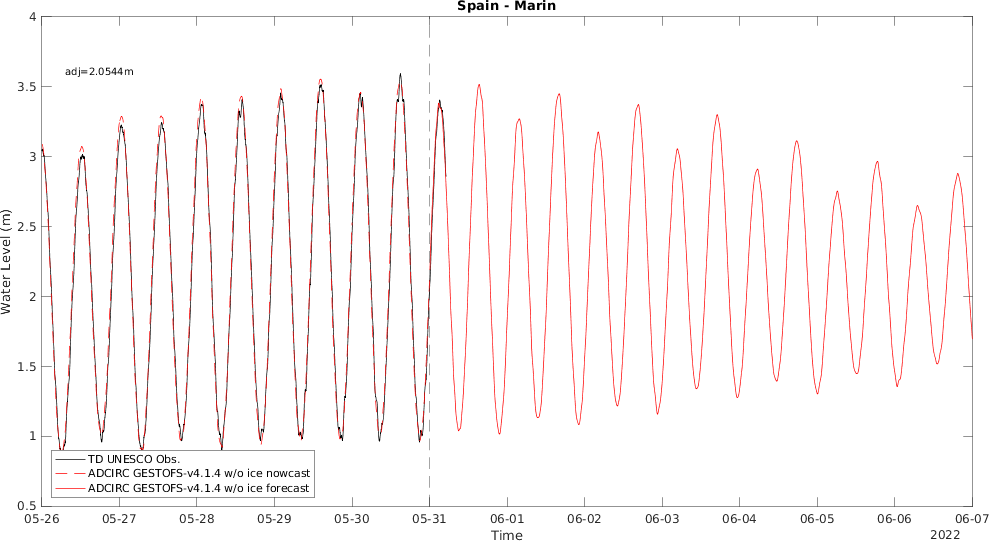 Spain - Marin
4
3.5
3
2.5
2
1.5
1
0.5
Water Level (m)
adj=2.0544m
TD UNESCO Obs.
ADCIRC GESTOFS-v4.1.4 w/o ice nowcast
ADCIRC GESTOFS-v4.1.4 w/o ice forecast
05-26 05-27 05-28 05-29 05-30 05-31 06-01 06-02 06-03 06-04 06-05 06-06 06-07
Time
2022